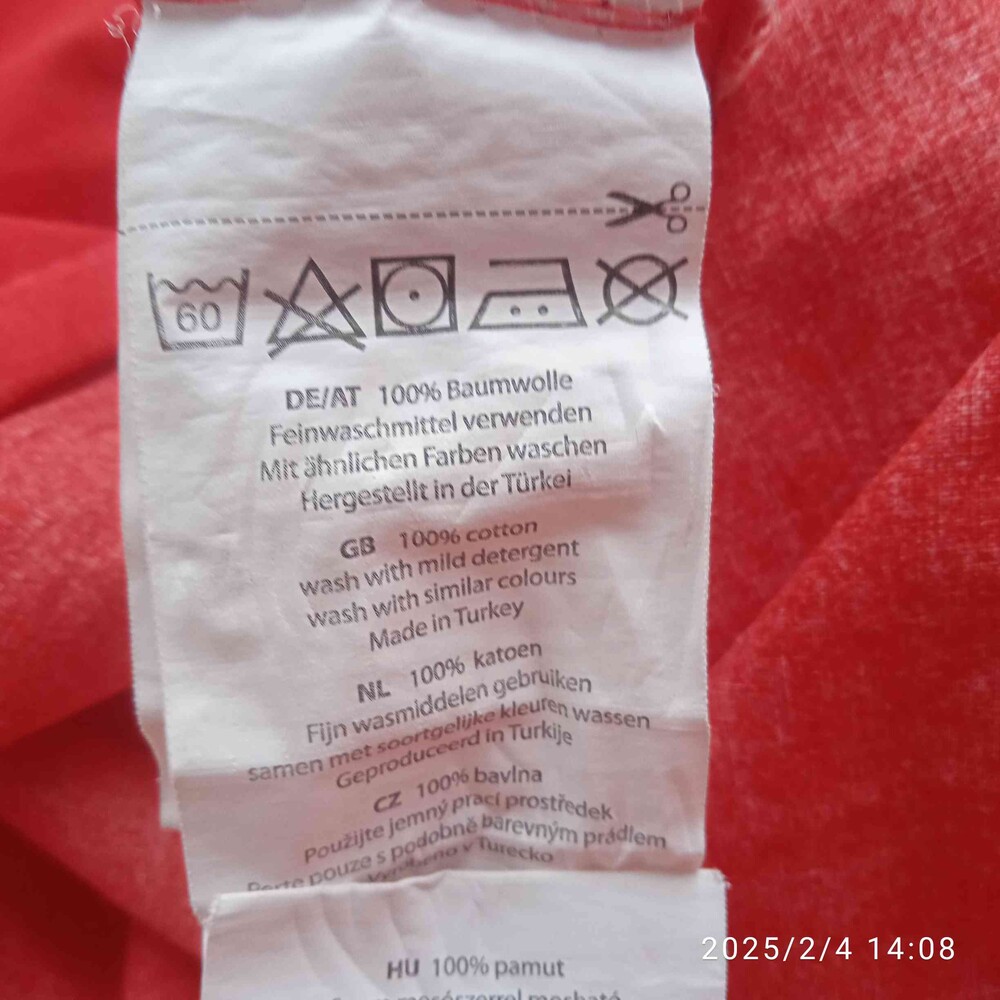 60
DE/AT 100% Baumwolle
Feinwaschmittel verwenden
Mit ähnlichen Farben waschen
Hergestellt in der Türkei
GB 100% cotton
wash with mild detergent
wash with similar colours
Made in Turkey
NL 100% katoen
Fijn wasmiddelen gebruiken
samen met soortgelijke kleuren wassen
Geproduceerd in Turkije
CZ 100% bavlna
Použijte jemný prací prostředek
Perte pouze s podobně barevným prádlem
Vyrobeno v Turecko
HU 100% pamut
2025/2/4 14:08